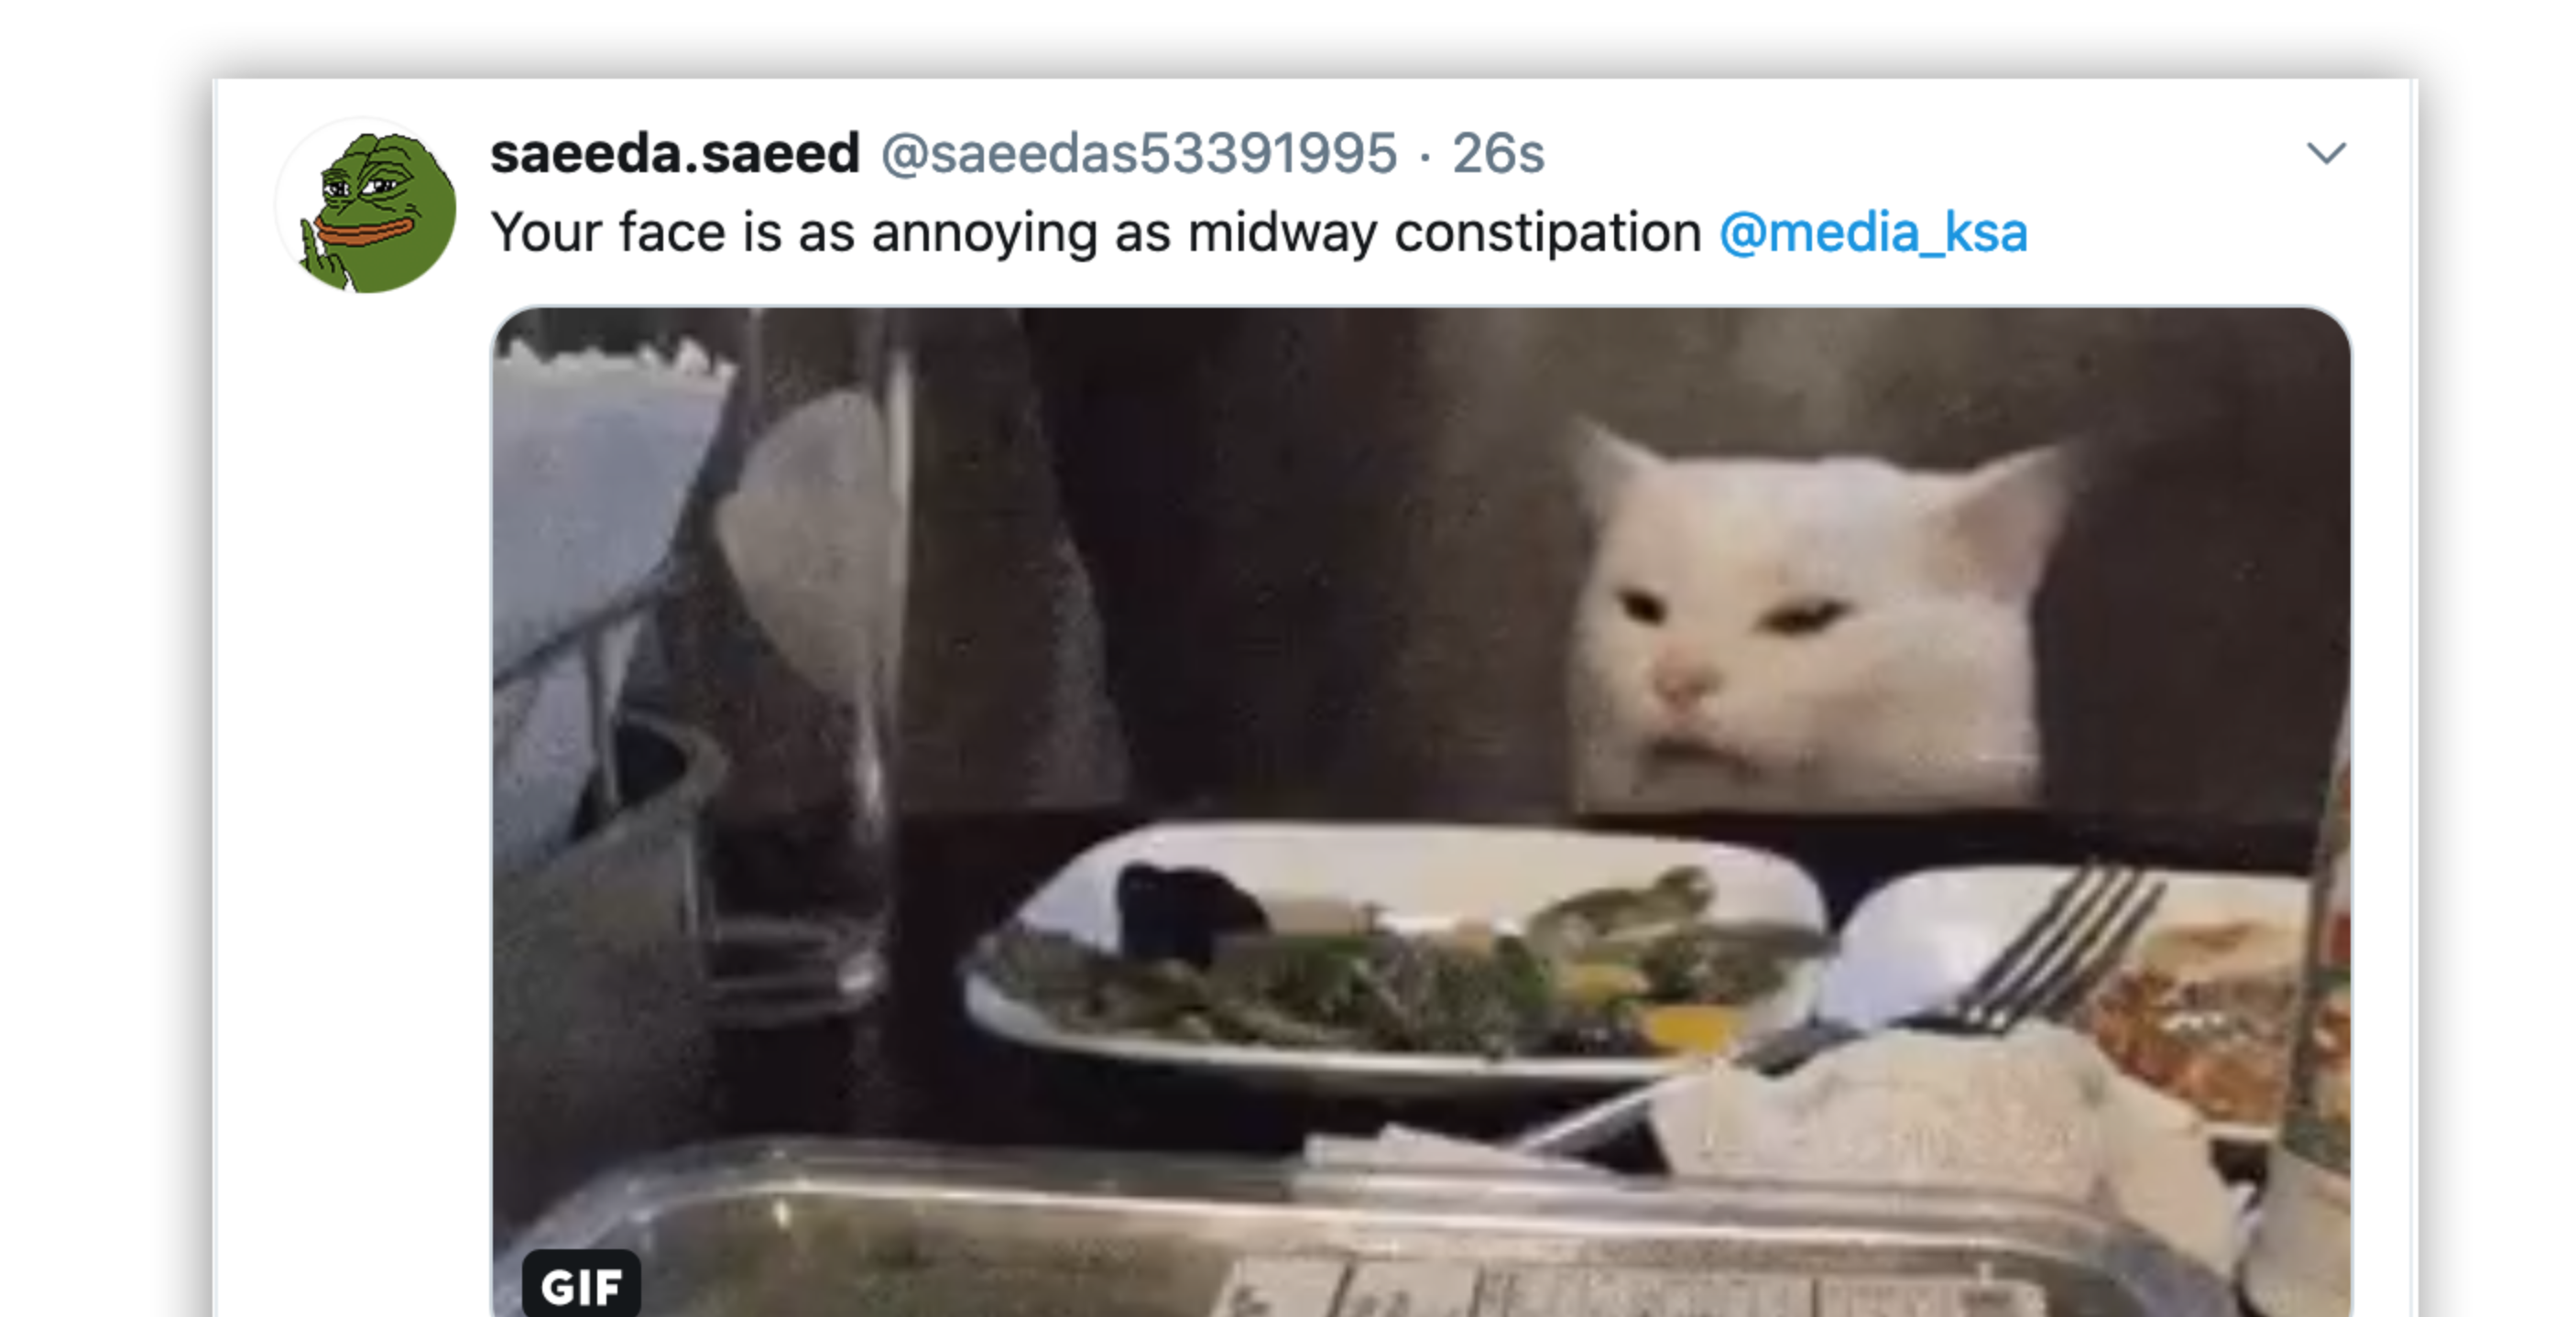 saeeda.saeed @saeedas53391995 · 26s
Your face is as annoying as midway constipation @media_ksa
GIF